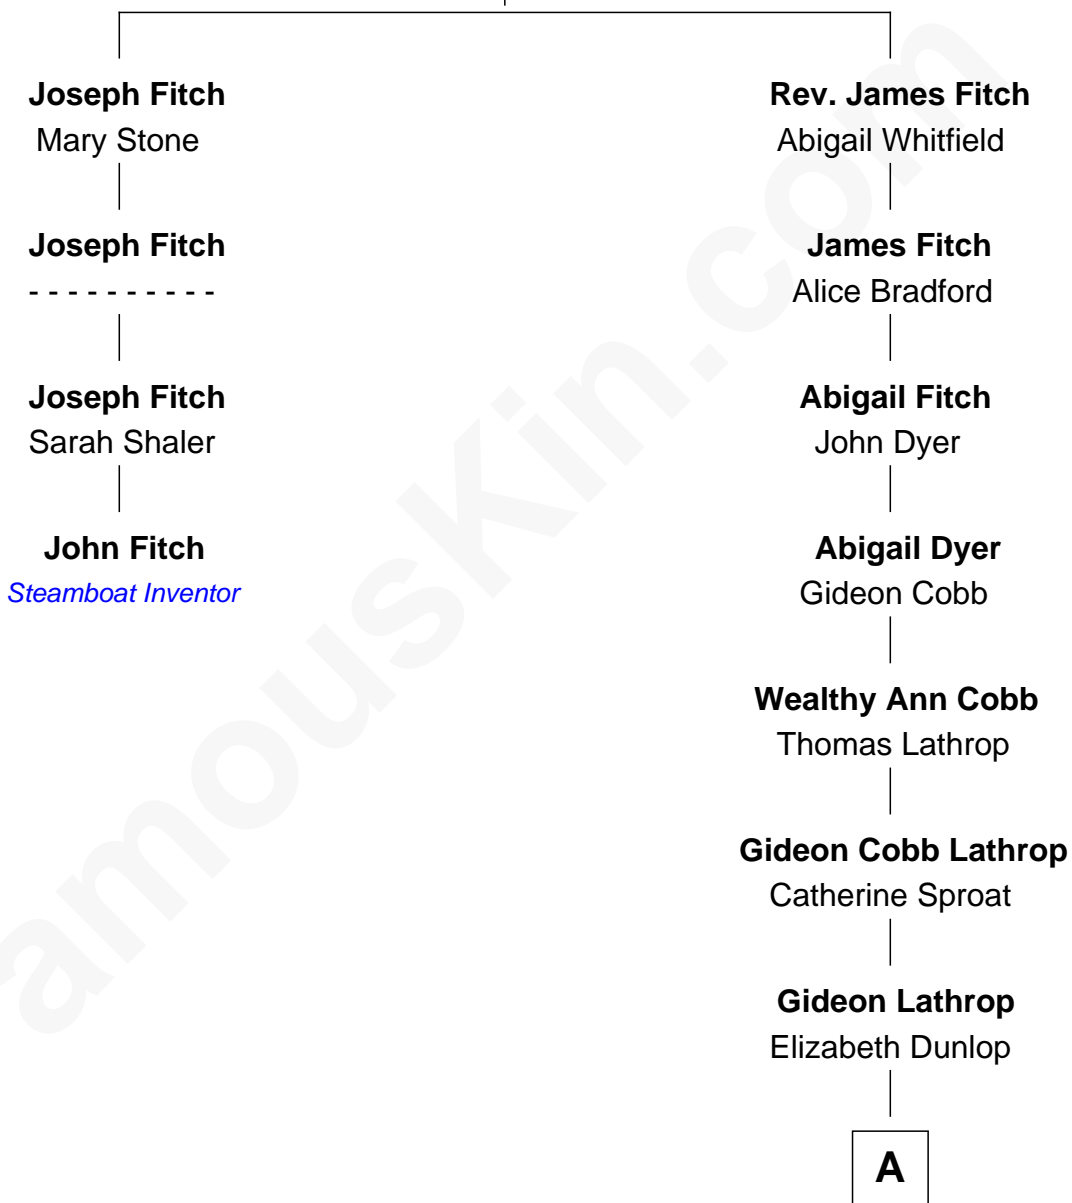 Joseph Fitch
Mary Stone
Joseph Fitch
- - - - - - - - - -
Joseph Fitch
Sarah Shaler
John Fitch
Steamboat Inventor
Rev. James Fitch
Abigail Whitfield
James Fitch
Alice Bradford
Abigail Fitch
John Dyer
Abigail Dyer
Gideon Cobb
Wealthy Ann Cobb
Thomas Lathrop
Gideon Cobb Lathrop
Catherine Sproat
Gideon Lathrop
Elizabeth Dunlop
A
amousKin.com